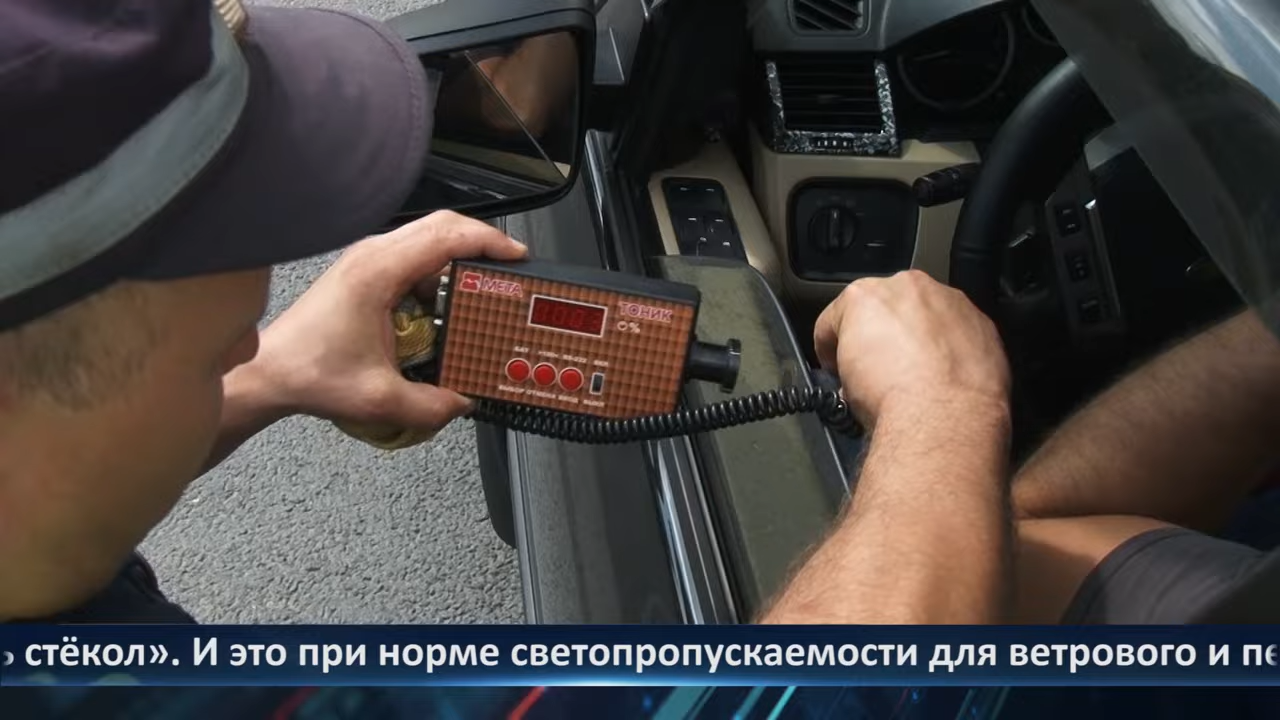 МЕТА
ТОНИК
%
ь стёкол». И это при норме светопропускаемости для ветрового и пе